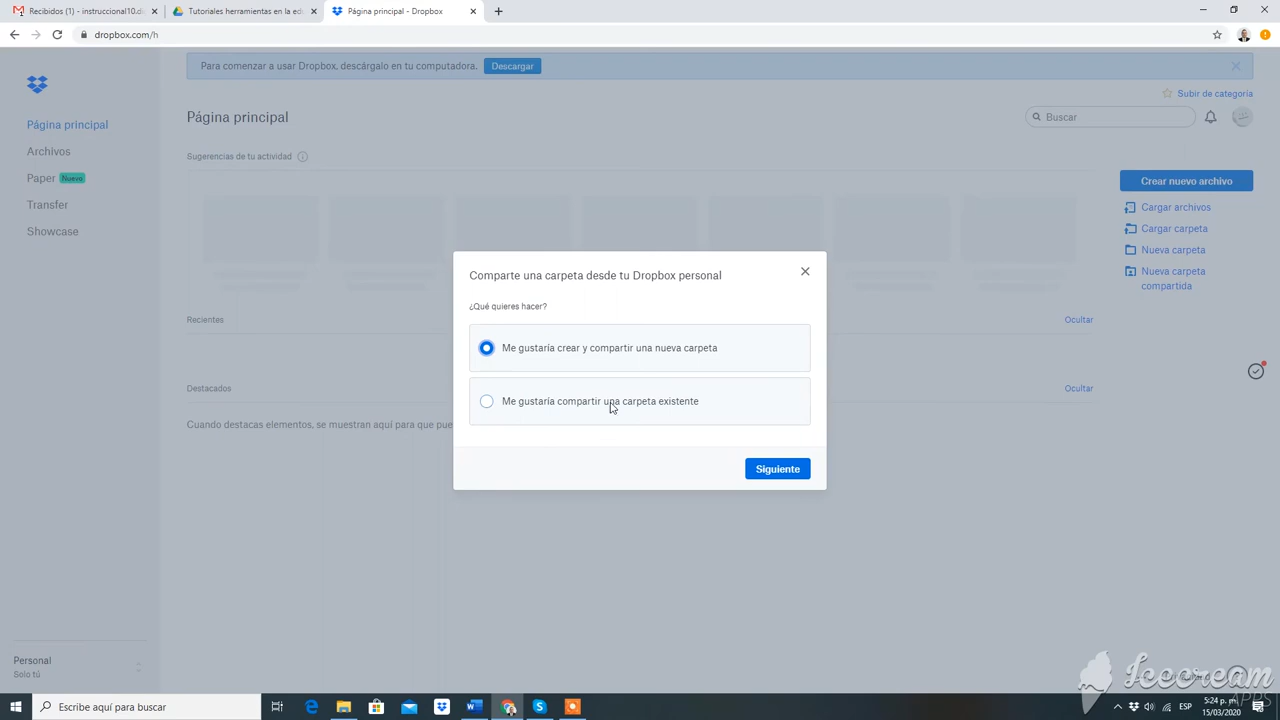 Recibidos (1) - instruccional10.di
Tutoriales herramientas en la edu
Página principal - Dropbox
dropbox.com/h
Para comenzar a usar Dropbox, descárgalo en tu computadora.
Descargar
Subir de categoría
Página principal
Buscar
Página principal
Archivos
Paper Nuevo
Transfer
Showcase
Sugerencias de tu actividad
Crear nuevo archivo
Cargar archivos
Cargar carpeta
Nueva carpeta
Nueva carpeta
compartida
Comparte una carpeta desde tu Dropbox personal
¿Qué quieres hacer?
Me gustaría crear y compartir una nueva carpeta
Me gustaría compartir una carpeta existente
Siguiente
Recientes
Ocultar
Destacados
Ocultar
Cuando destacas elementos, se muestran aquí para que pue
Personal
Solo tú
Icecream
APPS
Escribe aquí para buscar
ESP
5:24 p. m.
15/03/2020